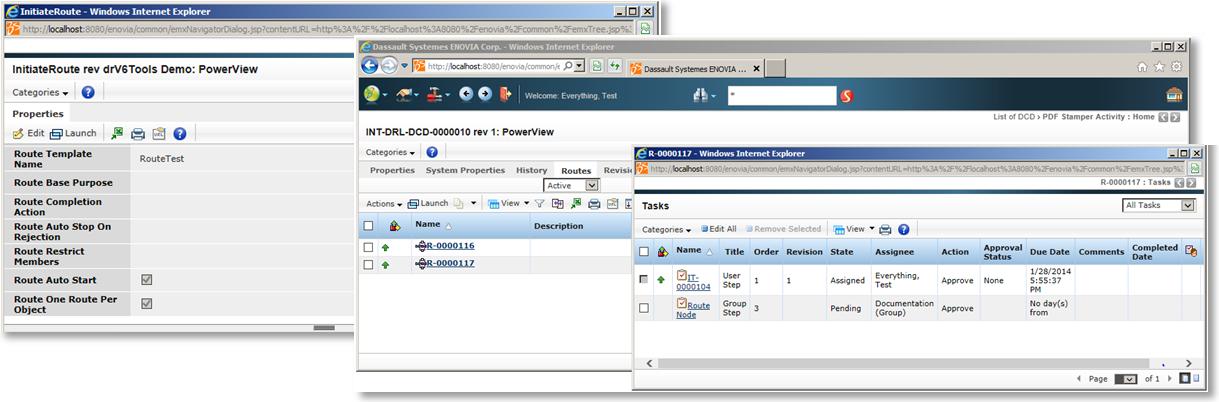 InitiateRoute - Windows Internet Explorer
http://localhost:8080/enovia/common/emxNavigatorDialog.jsp?contentURL=http%3A%2F%2Flocalhost%3A8080%2Fenovia%2Fcommon%2FemxTree.jsp%
InitiateRoute rev drV6Tools Demo: PowerView
Categories
Properties
Edit Launch
Route Template Name RouteTest
Route Base Purpose
Route Completion Action
Route Auto Stop On Rejection
Route Restrict Members
Route Auto Start
Route One Route Per Object
Dassault Systemes ENOVIA Corp. - Windows Internet Explorer
http://localhost:8080/enovia/common/e
Dassault Systemes ENOVIA ...
Welcome: Everything, Test
*
List of DCD > PDF Stamper Activity : Home
INT-DRL-DCD-0000010 rev 1: PowerView
Categories
Properties System Properties History Routes Revisio
Active
Actions Launch View
Name Description
R-0000116
R-0000117
R-0000117 - Windows Internet Explorer
http://localhost:8080/enovia/common/emxNavigatorDialog.jsp?contentURL=http%3A%2F%2Flocalhost%3A8080%2Fenovia%2Fcommon%2FemxTree.jsp%
R-0000117 : Tasks
Tasks
All Tasks
Categories Edit All Remove Selected View
Name Title Order Revision State Assignee Action Approval Status Due Date Comments Completed Date
IT-0000104 User Step 1 1 Assigned Everything, Test Approve None 1/28/2014 5:55:37 PM
Route Node Group Step 3 Pending Documentation (Group) Approve No day(s) from
Page of 1